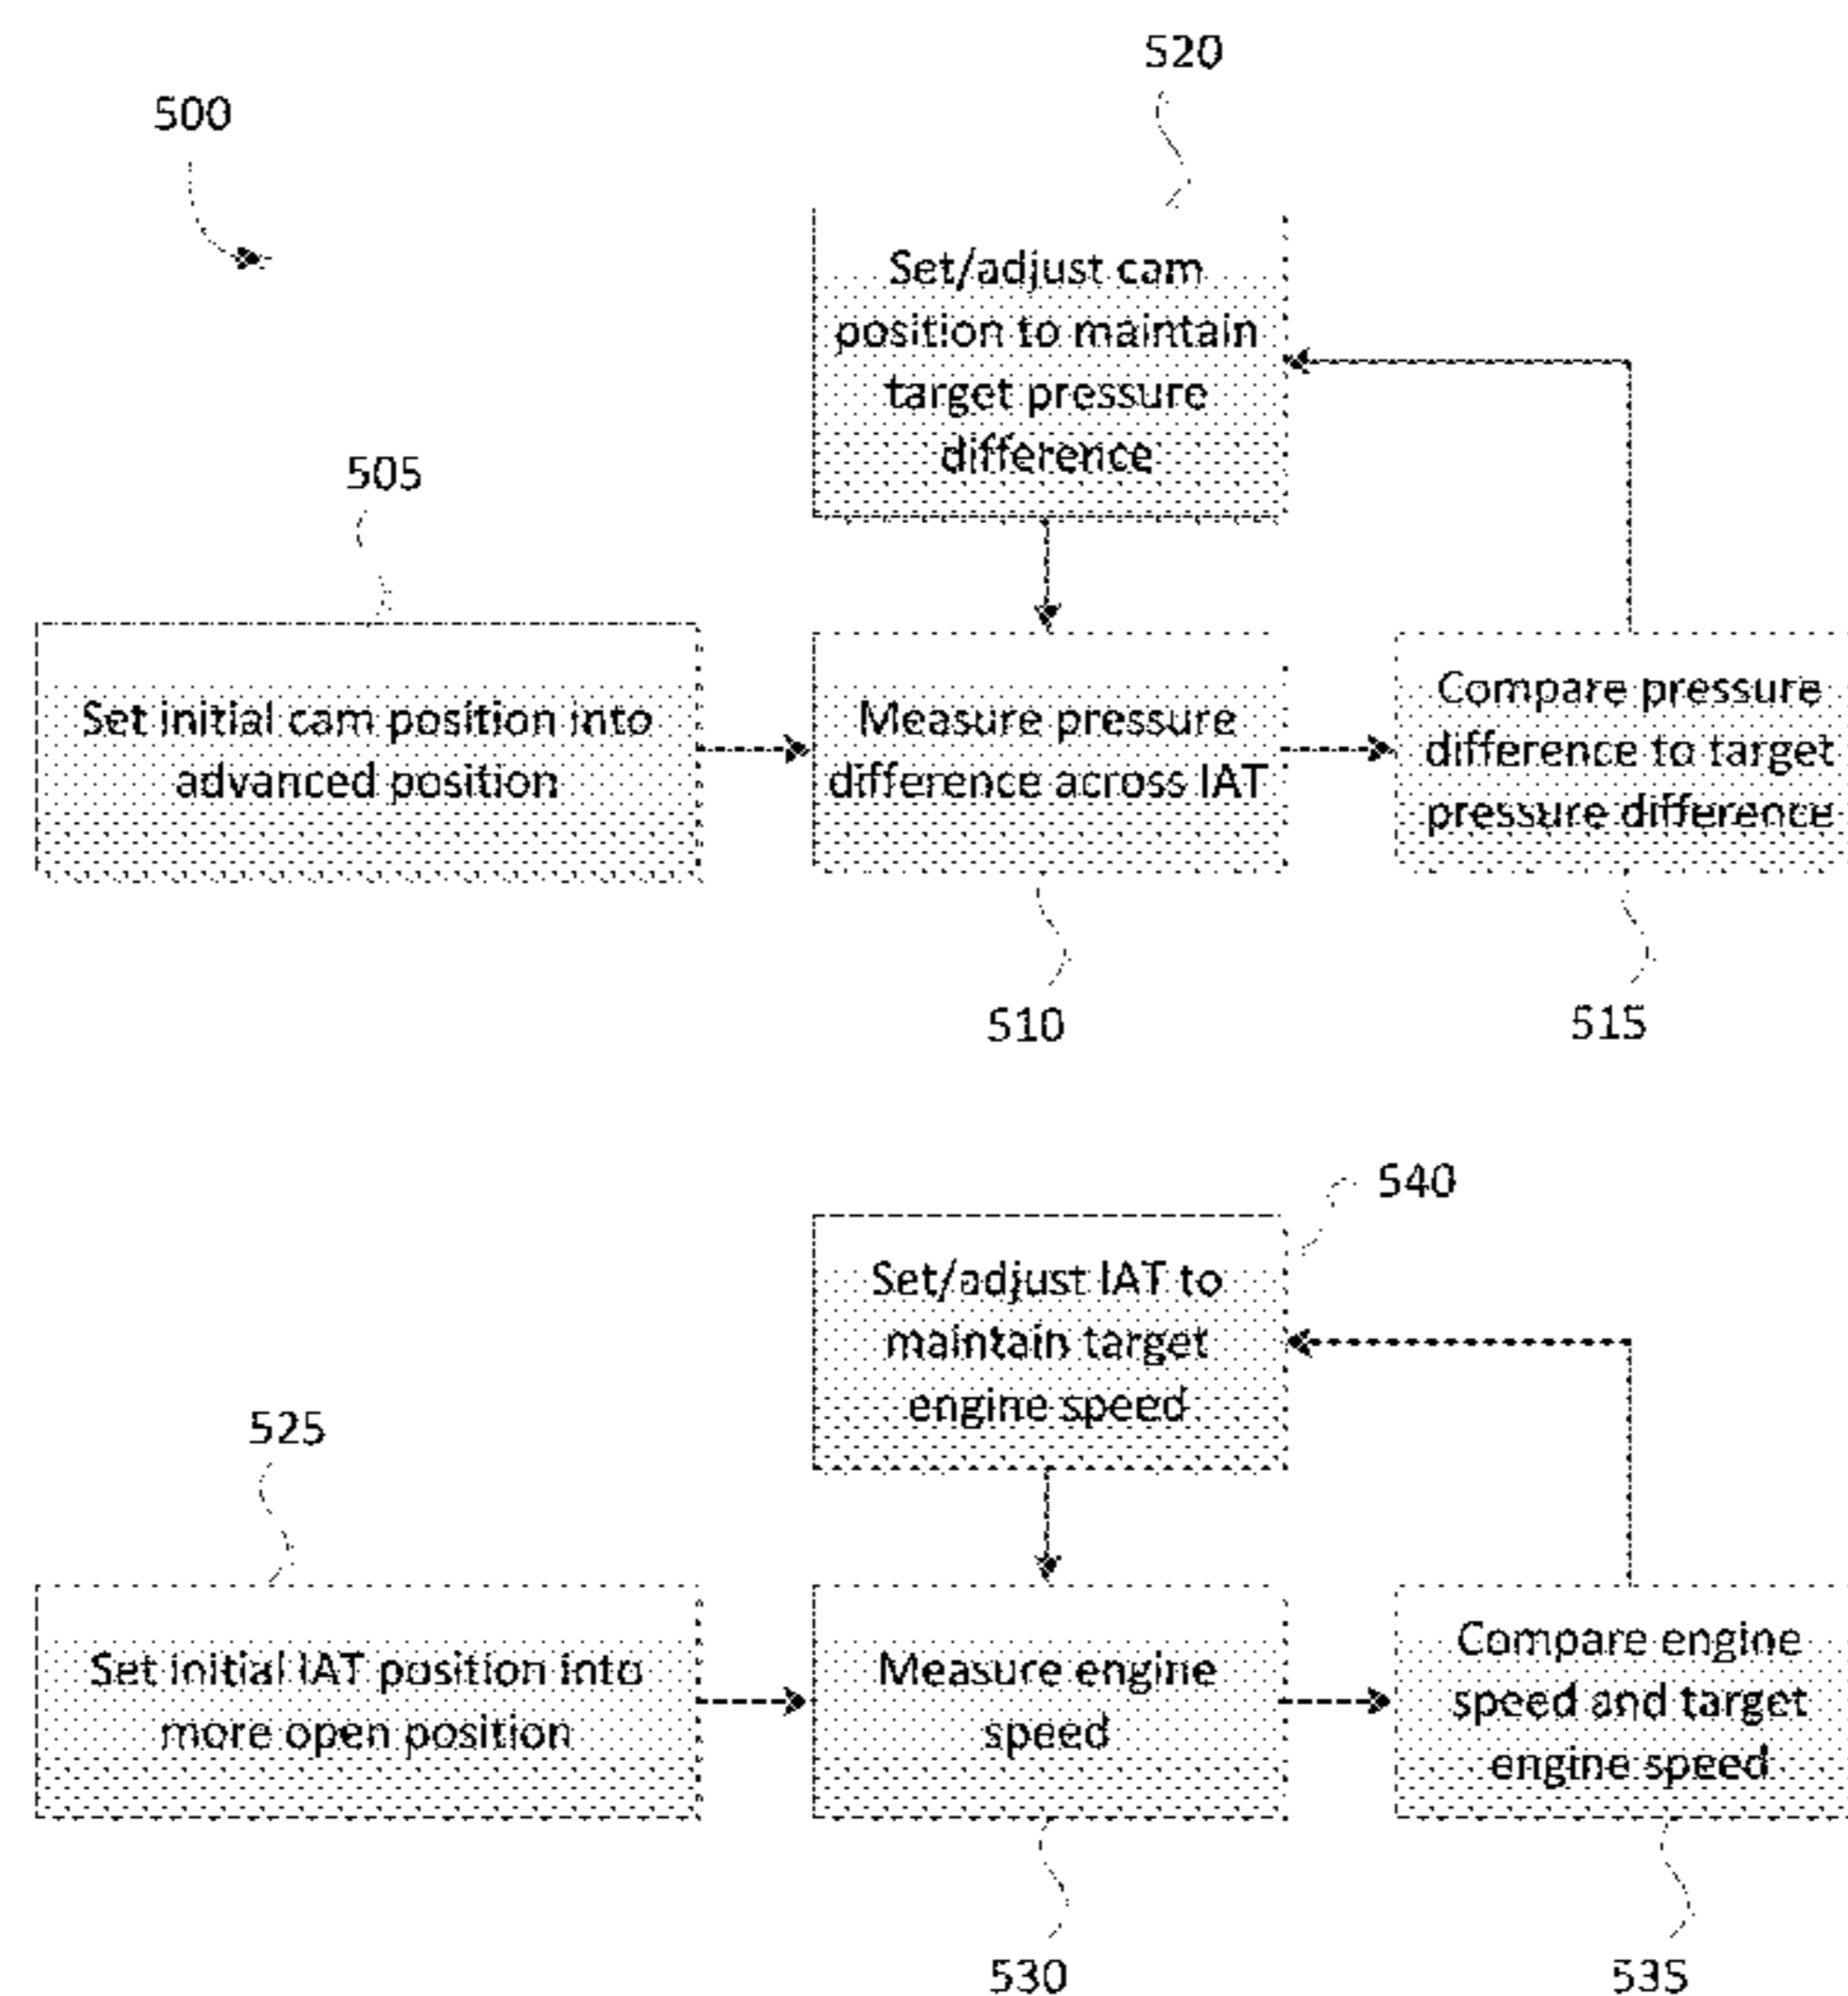 520
500
Set/adjust cam
position to maintain
target pressure
difference
505
Set initial cam position into
advanced position
Measure pressure
difference across IAT
Compare pressure
difference to target
pressure difference
510
515
540
Set/adjust IAT to
maintain target
engine speed
525
Set initial IAT position into
more open position
Measure engine
speed
Compare engine
speed and target
engine speed
530
535